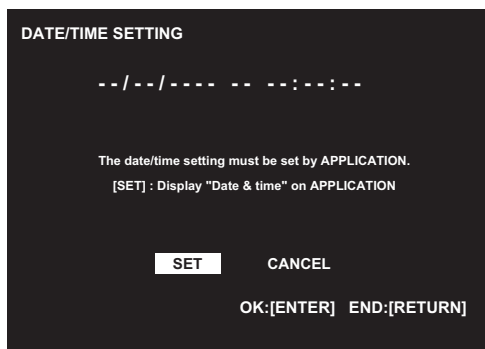 DATE/TIME SETTING
--/--/---- -- --:--:--
The date/time setting must be set by APPLICATION.
[SET] : Display "Date & time" on APPLICATION
SET CANCEL
OK:[ENTER] END:[RETURN]